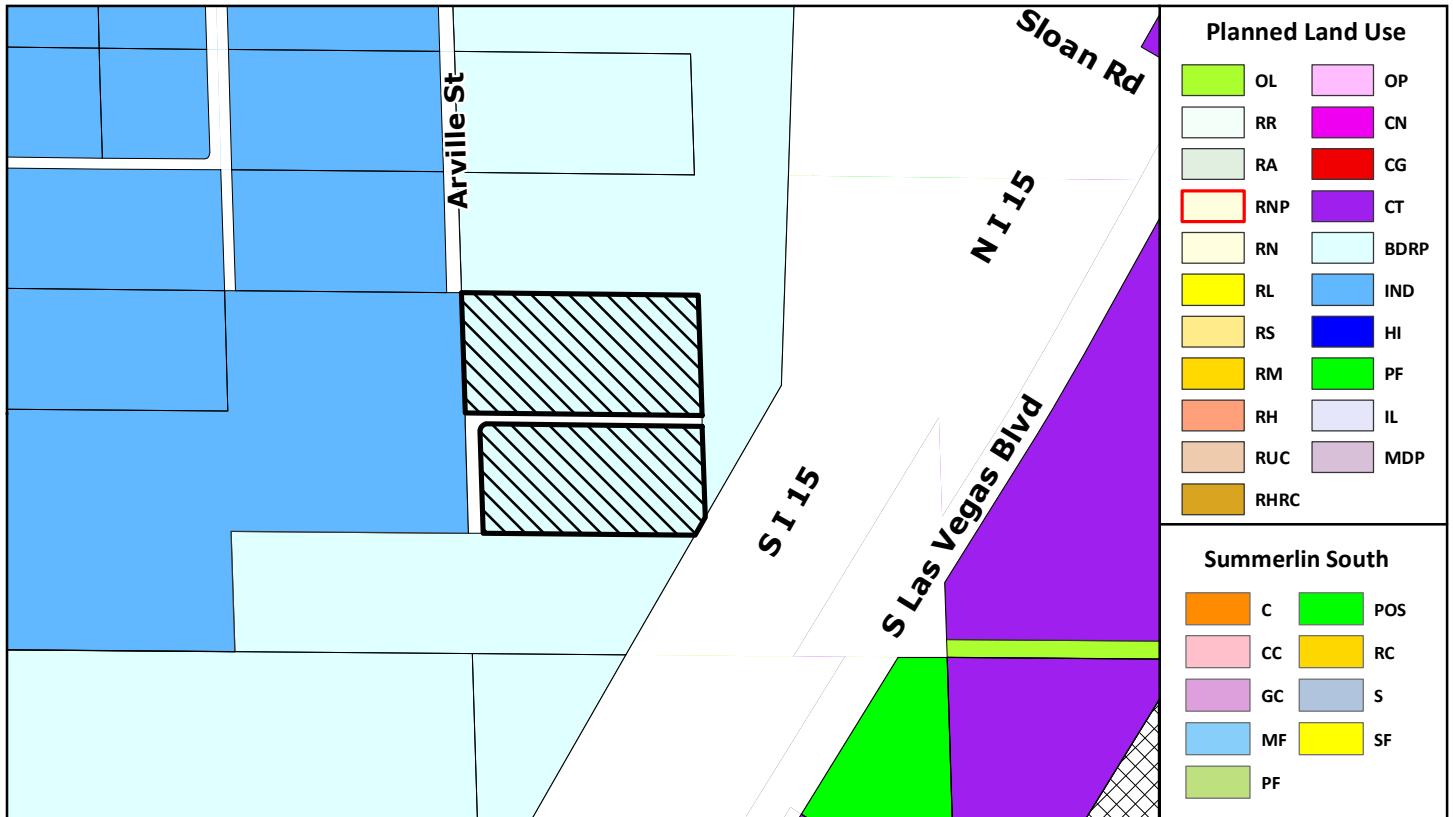 Sloan Rd
Arville St
N I 15
S I 15
S Las Vegas Blvd
Planned Land Use
OL OP
RR CN
RA CG
RNP CT
RN BDRP
RL IND
RS HI
RM PF
RH IL
RUC MDP
RHRC
Summerlin South
C POS
CC RC
GC S
MF SF
PF